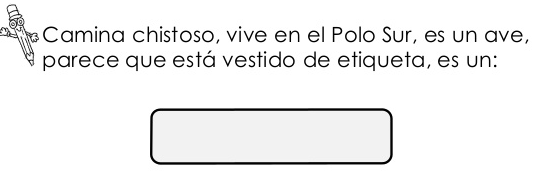 Camina chistoso, vive en el Polo Sur, es un ave,
parece que está vestido de etiqueta, es un: